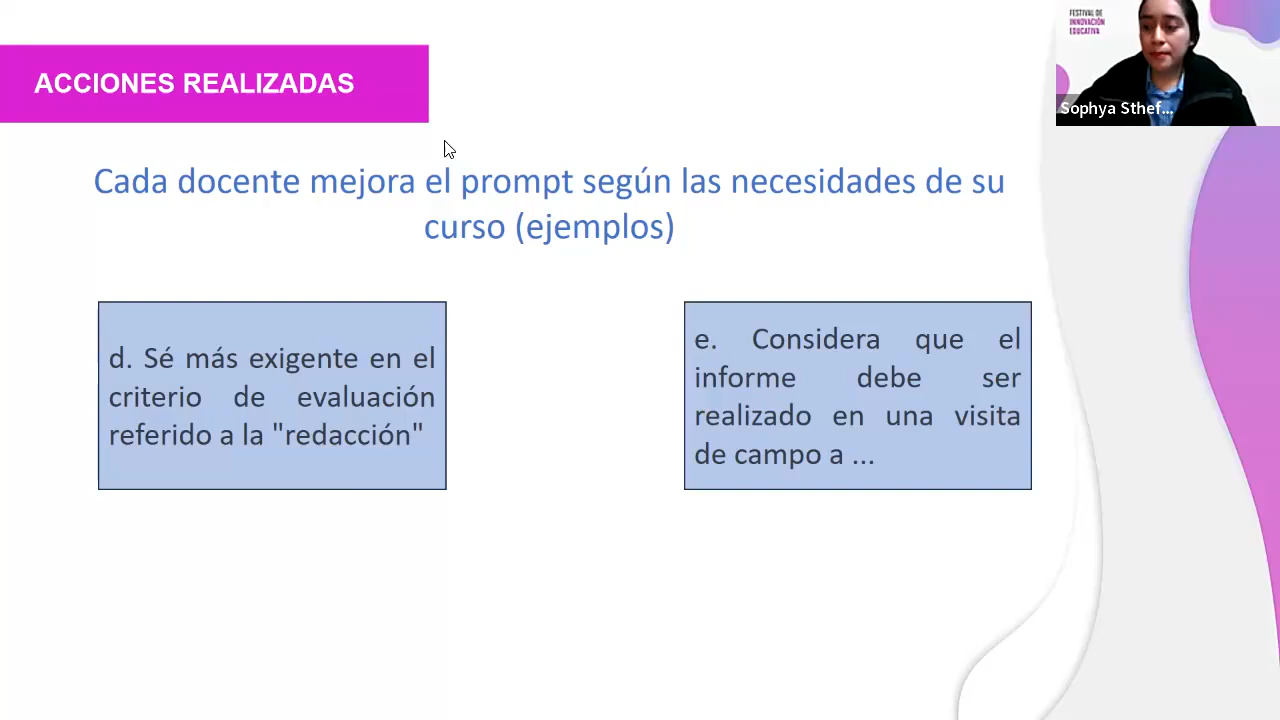 FESTIVAL DE
INNOVACIÓN
EDUCATIVA
Sophya Sthef...
ACCIONES REALIZADAS
Cada docente mejora el prompt según las necesidades de su
curso (ejemplos)
d. Sé más exigente en el
criterio de evaluación
referido a la "redacción"
e. Considera que el
informe debe ser
realizado en una visita
de campo a ...